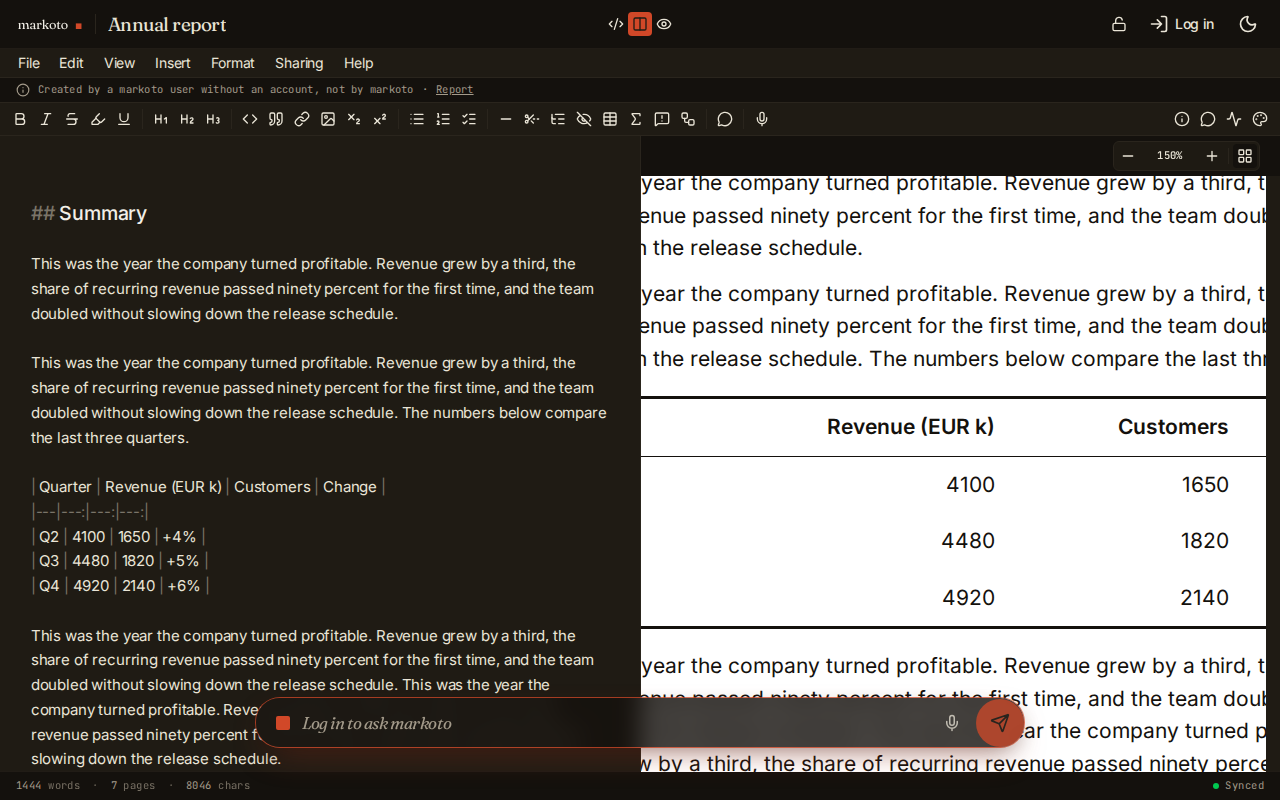 markoto
Annual report
Log in
File Edit View Insert Format Sharing Help
Created by a markoto user without an account, not by markoto · Report
H1 H2 H3
150%
## Summary
This was the year the company turned profitable. Revenue grew by a third, the
share of recurring revenue passed ninety percent for the first time, and the team
doubled without slowing down the release schedule.
This was the year the company turned profitable. Revenue grew by a third, the
share of recurring revenue passed ninety percent for the first time, and the team
doubled without slowing down the release schedule. The numbers below compare
the last three quarters.
| Quarter | Revenue (EUR k) | Customers | Change |
|---|---:|---:|---:|
| Q2 | 4100 | 1650 | +4% |
| Q3 | 4480 | 1820 | +5% |
| Q4 | 4920 | 2140 | +6% |
This was the year the company turned profitable. Revenue grew by a third, the
share of recurring revenue passed ninety percent for the first time, and the team
doubled without slowing down the release schedule. This was the year the
company turned profitable.
revenue passed ninety percent
slowing down the release schedule.
year the company turned profitable. Revenue grew by a third,
passed ninety percent for the first time, and the team
the release schedule.
year the company turned profitable. Revenue grew by a third,
passed ninety percent for the first time, and the team
the release schedule. The numbers below compare the last
Revenue (EUR k) Customers
4100 1650
4480 1820
4920 2140
year the company turned profitable. Revenue grew by a third,
passed ninety percent for the first time, and the team
the company turned
by a third, the share of recurring revenue passed ninety
Log in to ask markoto
1444 words · 7 pages · 8046 chars
Synced